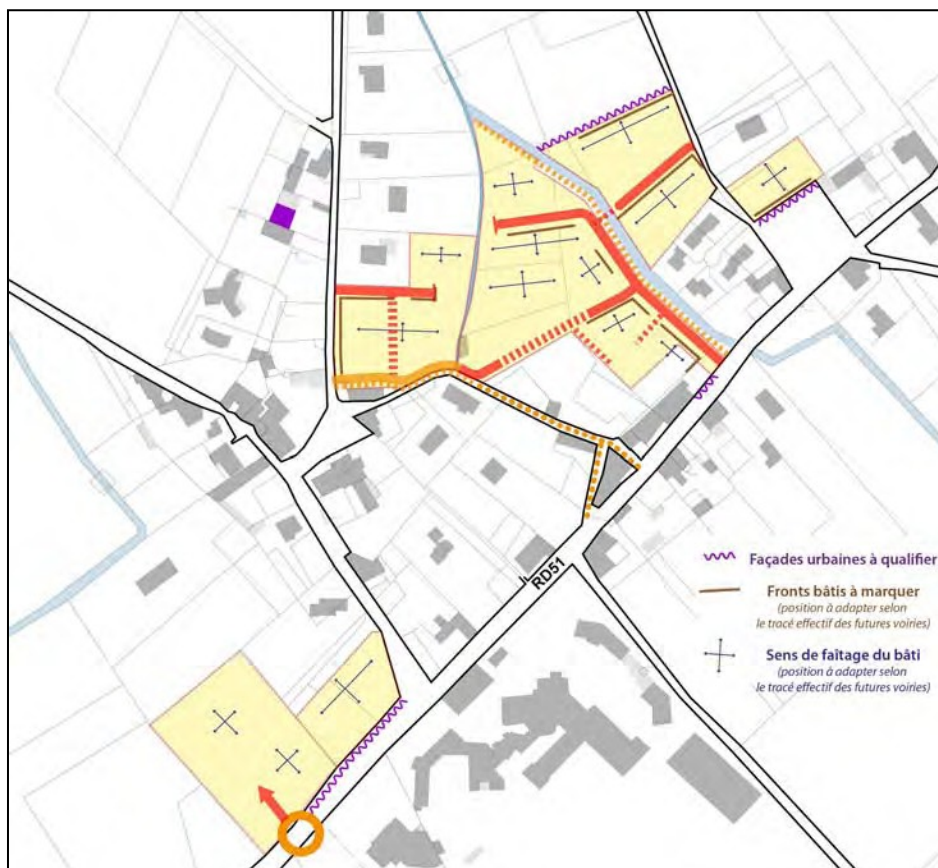 RD51
Façades urbaines à qualifier
Fronts bâtis à marquer
(position à adapter selon
le tracé effectif des futures voiries)
Sens de faîtage du bâti
(position à adapter selon
le tracé effectif des futures voiries)